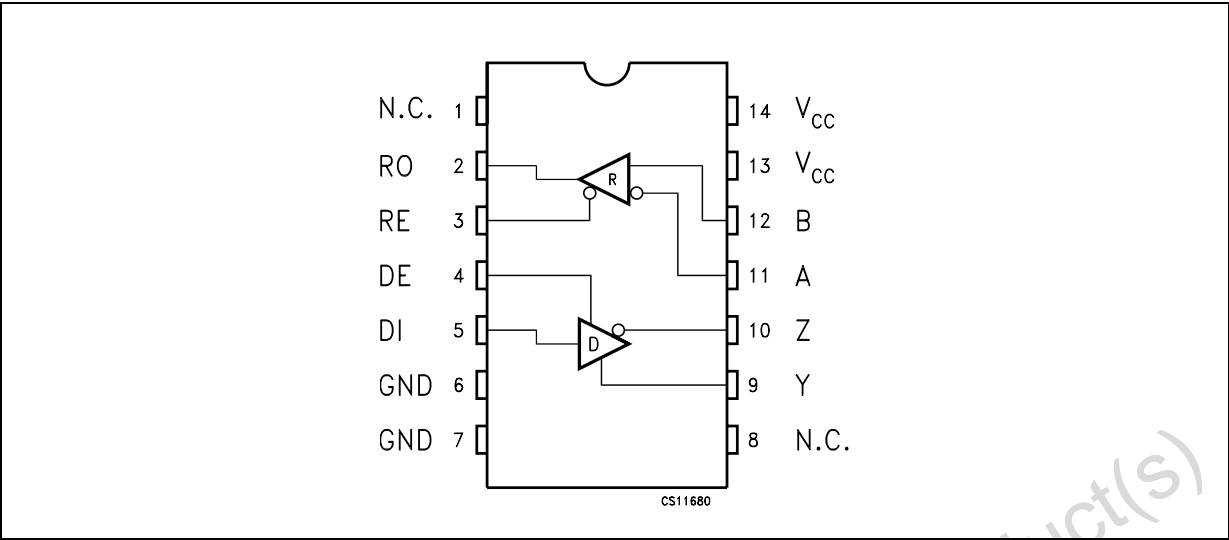 N.C. 1 14 VCC
RO 2 R 13 VCC
RE 3 12 B
DE 4 11 A
DI 5 D 10 Z
GND 6 9 Y
GND 7 8 N.C.
CS11680